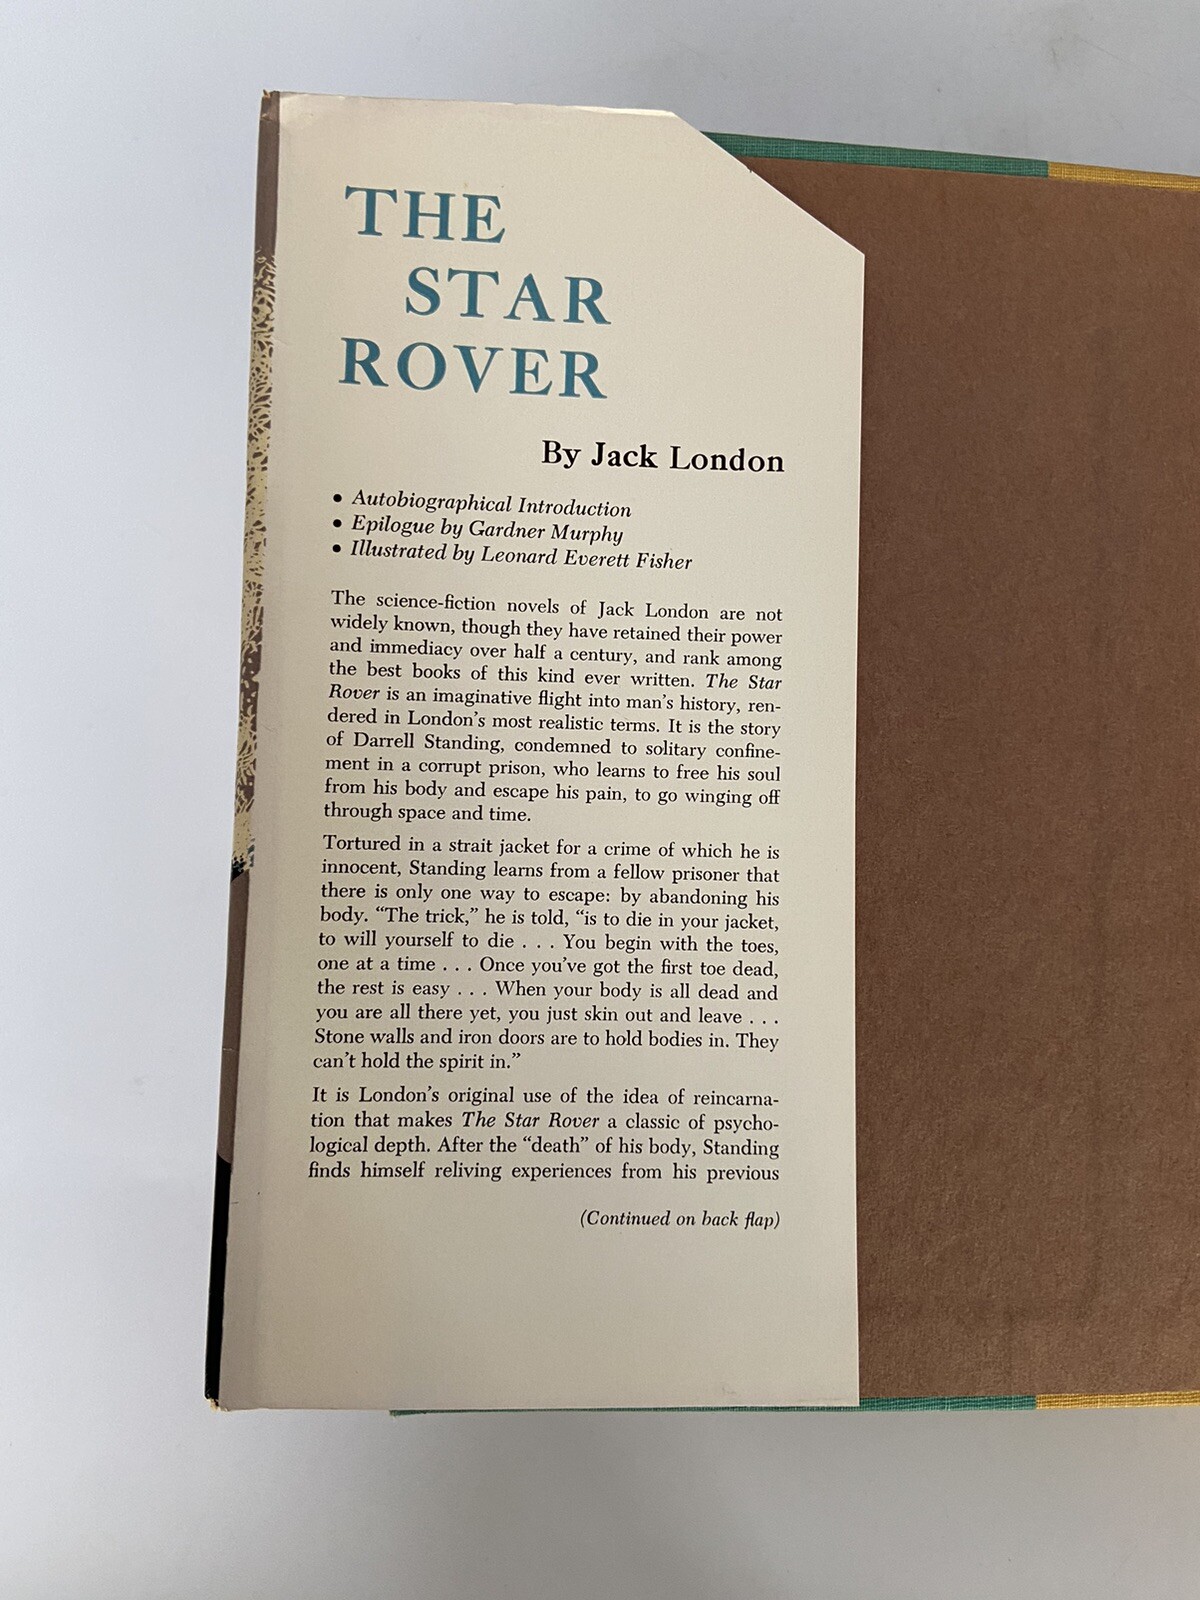 THE
STAR
ROVER
By Jack London
• Autobiographical Introduction
• Epilogue by Gardner Murphy
• Illustrated by Leonard Everett Fisher
The science-fiction novels of Jack London are not
widely known, though they have retained their power
and immediacy over half a century, and rank among
the best books of this kind ever written. The Star
Rover is an imaginative flight into man's history, ren-
dered in London's most realistic terms. It is the story
of Darrell Standing, condemned to solitary confine-
ment in a corrupt prison, who learns to free his soul
from his body and escape his pain, to go winging off
through space and time.
Tortured in a strait jacket for a crime of which he is
innocent, Standing learns from a fellow prisoner that
there is only one way to escape: by abandoning his
body. “The trick,” he is told, “is to die in your jacket,
to will yourself to die . . . You begin with the toes,
one at a time . . . Once you've got the first toe dead,
the rest is easy . . . When your body is all dead and
you are all there yet, you just skin out and leave . . .
Stone walls and iron doors are to hold bodies in. They
can't hold the spirit in.”
It is London's original use of the idea of reincarna-
tion that makes The Star Rover a classic of psycho-
logical depth. After the “death” of his body, Standing
finds himself reliving experiences from his previous
(Continued on back flap)